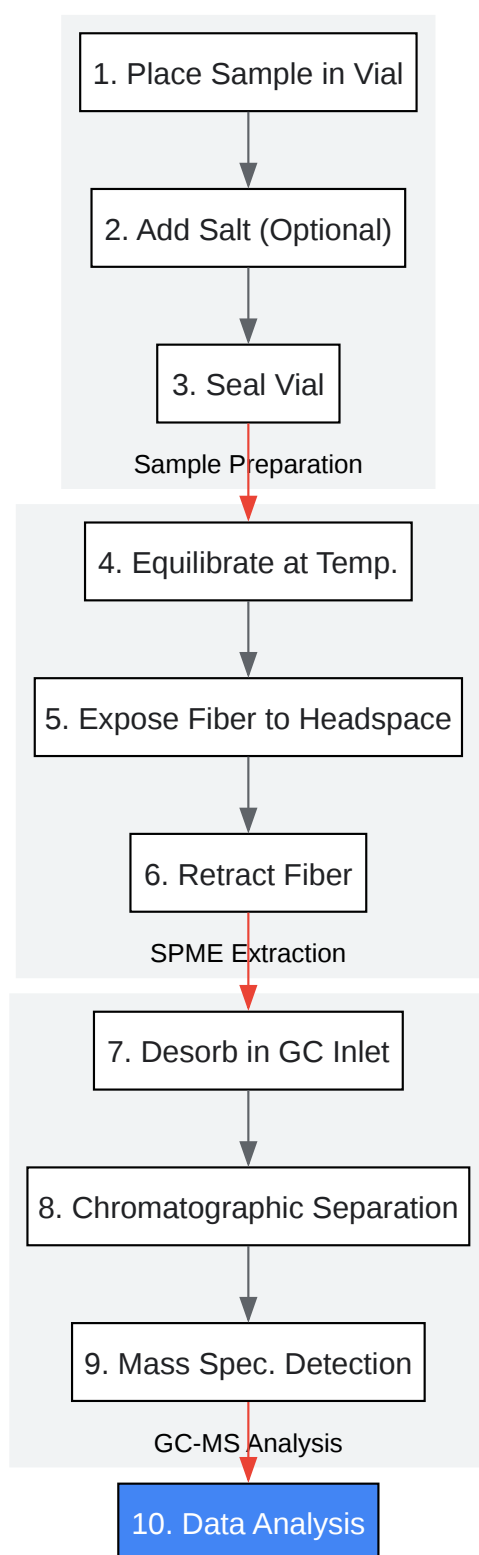 1. Place Sample in Vial
2. Add Salt (Optional)
3. Seal Vial
Sample Preparation
4. Equilibrate at Temp.
5. Expose Fiber to Headspace
6. Retract Fiber
SPME Extraction
7. Desorb in GC Inlet
8. Chromatographic Separation
9. Mass Spec. Detection
GC-MS Analysis
10. Data Analysis